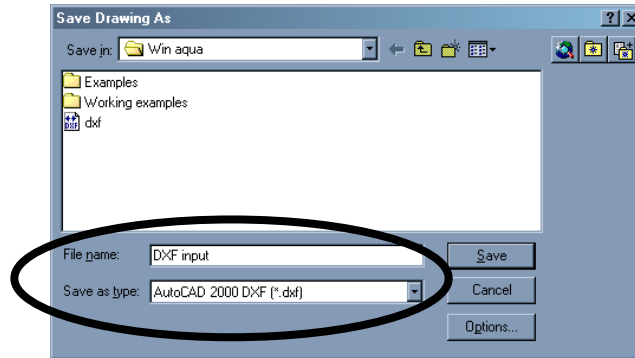 Save Drawing As
Save in: Win aqua
Examples
Working examples
DXF dxf
File name: DXF input Save
Save as type: AutoCAD 2000 DXF (*.dxf) Cancel
Options...